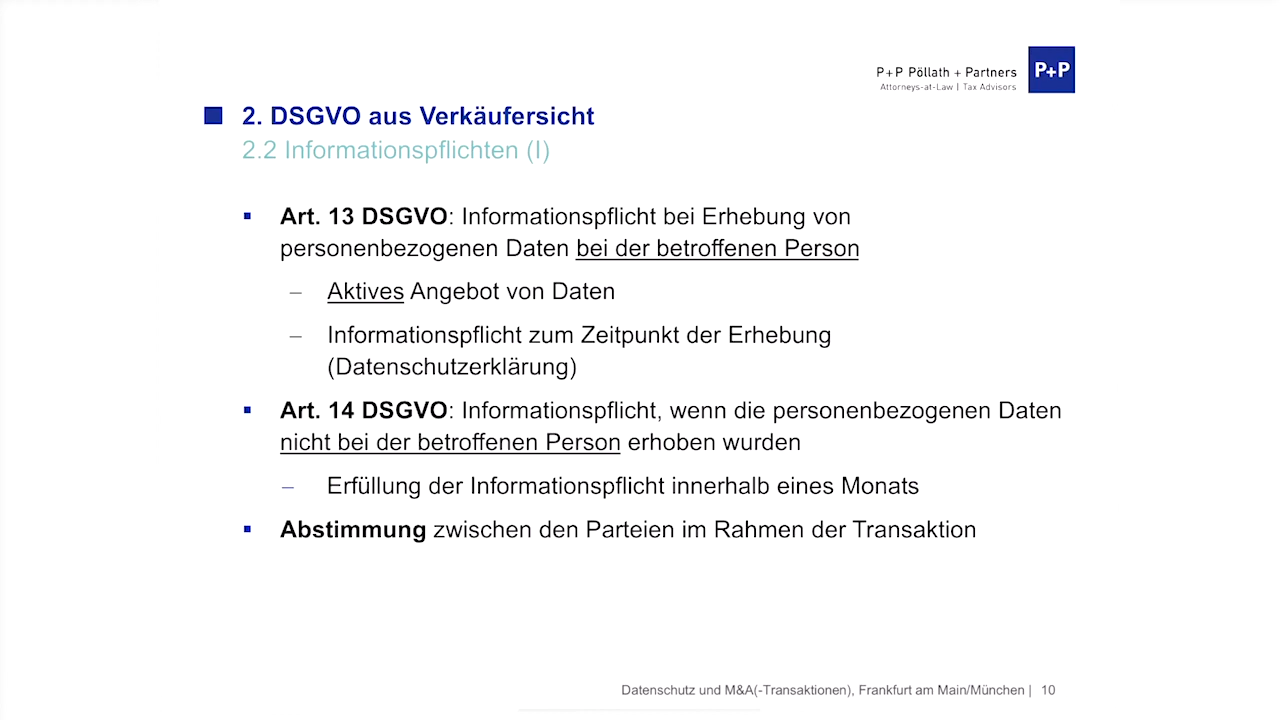 P+P Pöllath + Partners
Attorneys-at-Law | Tax Advisors
P+P
2. DSGVO aus Verkäufersicht
2.2 Informationspflichten (I)
Art. 13 DSGVO: Informationspflicht bei Erhebung von
personenbezogenen Daten bei der betroffenen Person
– Aktives Angebot von Daten
– Informationspflicht zum Zeitpunkt der Erhebung
(Datenschutzerklärung)
Art. 14 DSGVO: Informationspflicht, wenn die personenbezogenen Daten
nicht bei der betroffenen Person erhoben wurden
– Erfüllung der Informationspflicht innerhalb eines Monats
Abstimmung zwischen den Parteien im Rahmen der Transaktion
Datenschutz und M&A(-Transaktionen), Frankfurt am Main/München | 10